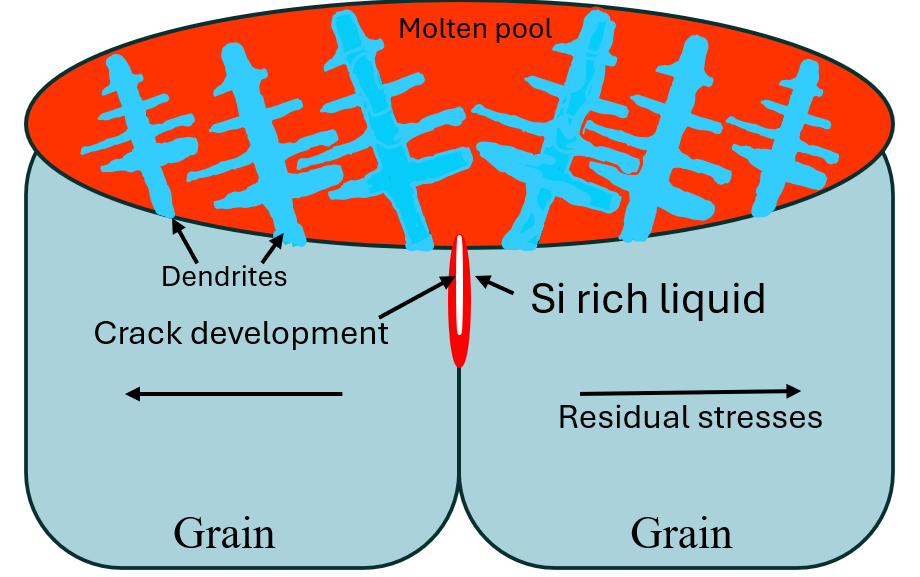 Molten pool
Dendrites
Si rich liquid
Crack development
Residual stresses
Grain
Grain